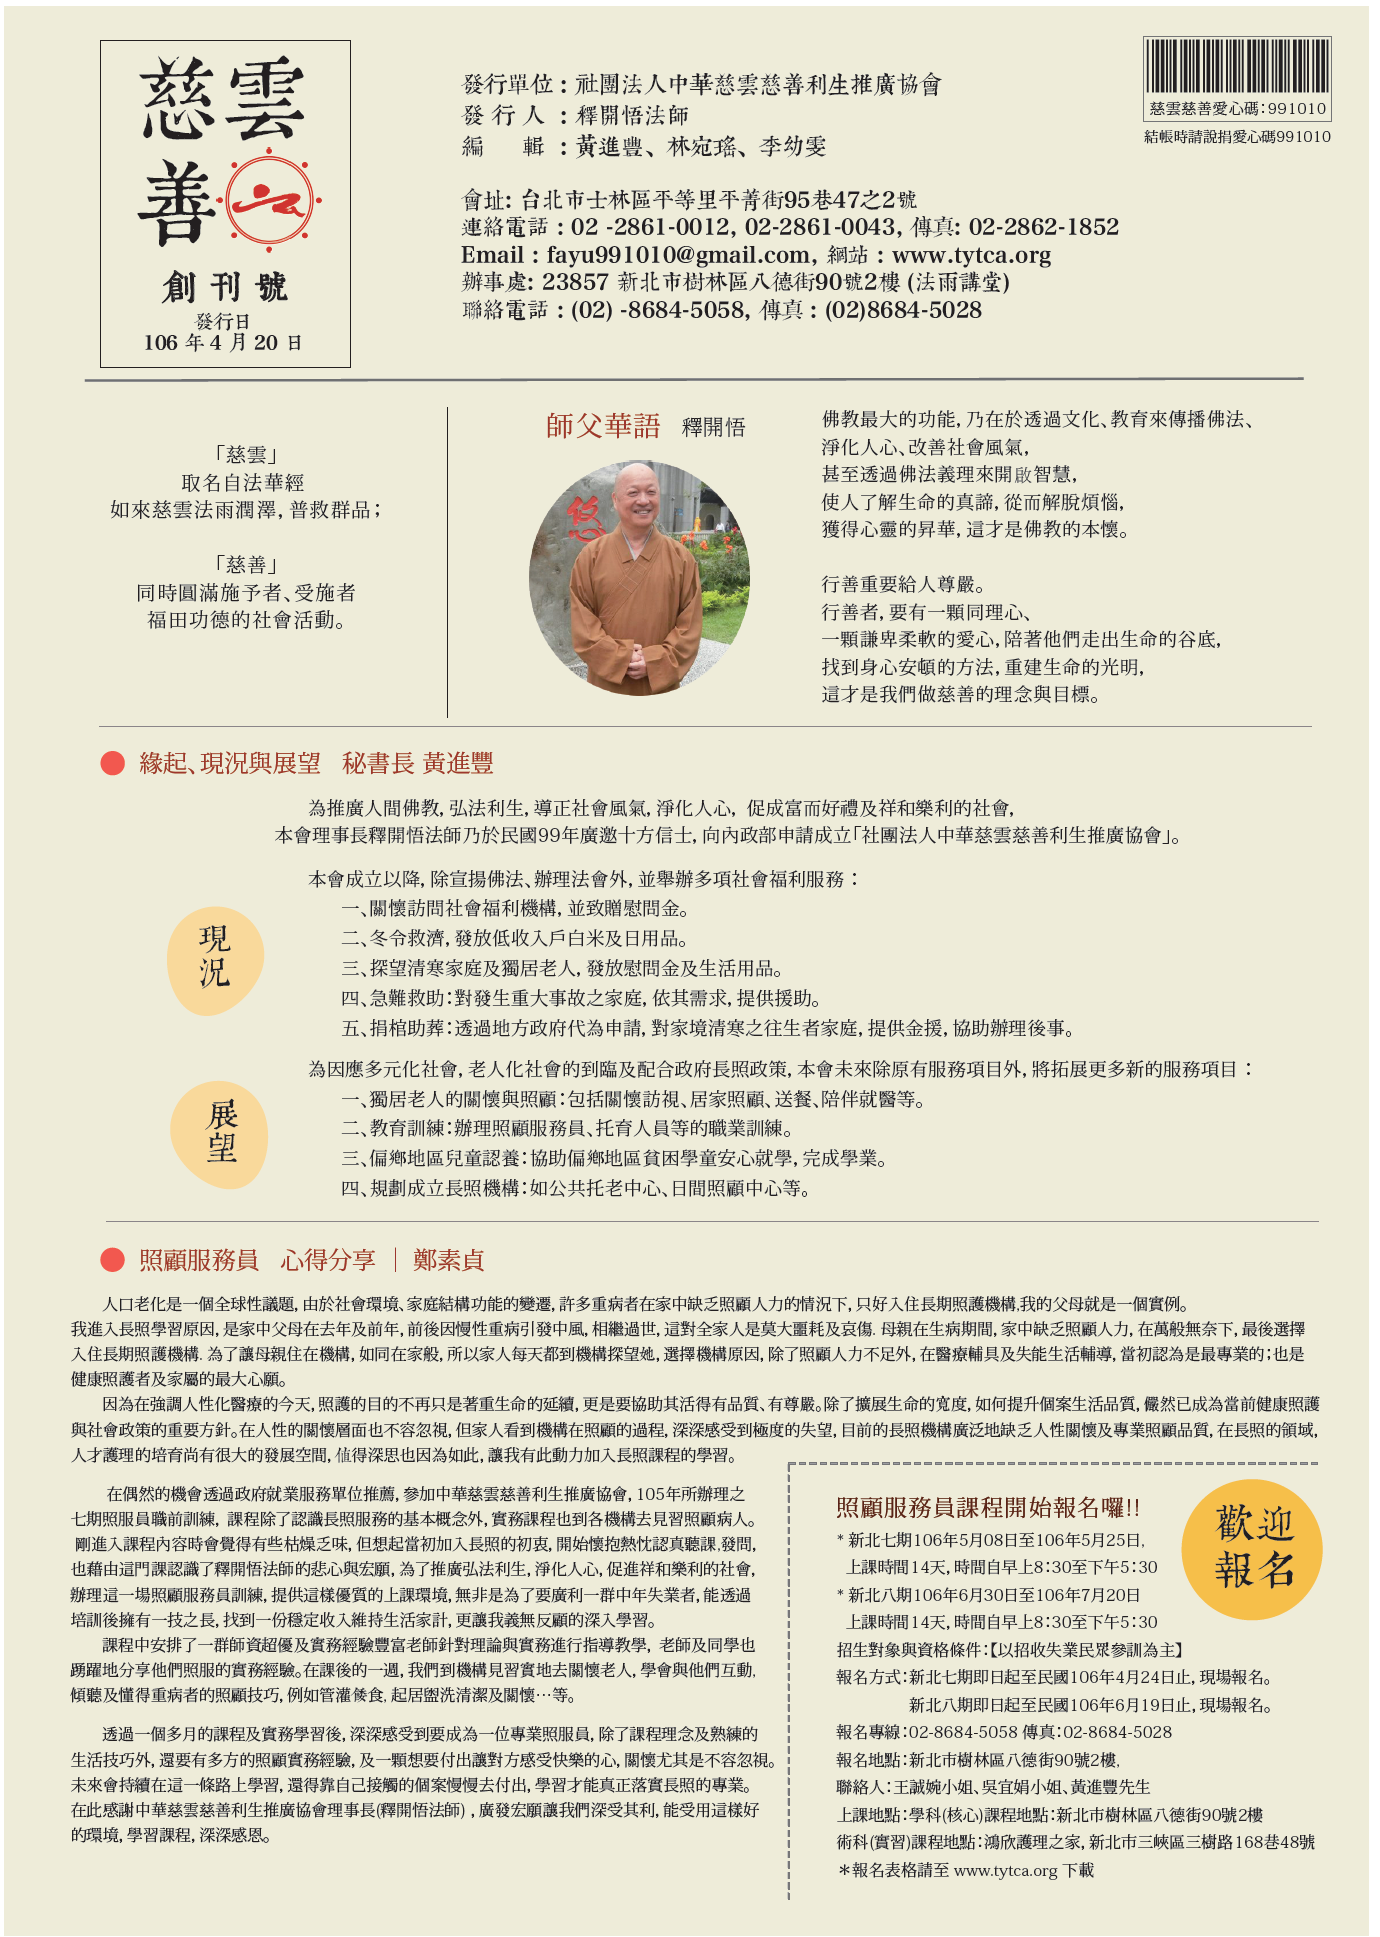 慈雲
善
創刊號
發行日
106 年 4 月 20 日
發行單位：社團法人中華慈雲慈善利生推廣協會
發 行 人 ：釋開悟法師
編 輯 ：黃進豐、林宛瑤、李幼雯
會址: 台北市士林區平等里平菁街95巷47之2號
連絡電話：02 -2861-0012, 02-2861-0043, 傳真: 02-2862-1852
Email : fayu991010@gmail.com, 網站：www.tytca.org
辦事處: 23857 新北市樹林區八德街90號2樓 (法雨講堂)
聯絡電話：(02) -8684-5058, 傳真：(02)8684-5028
慈雲慈善愛心碼：991010
結帳時請說捐愛心碼991010
「慈雲」
取名自法華經
如來慈雲法雨潤澤，普救群品；
「慈善」
同時圓滿施予者、受施者
福田功德的社會活動。
師父華語 釋開悟
悠
佛教最大的功能，乃在於透過文化、教育來傳播佛法、
淨化人心、改善社會風氣，
甚至透過佛法義理來開啟智慧，
使人了解生命的真諦，從而解脫煩惱，
獲得心靈的昇華，這才是佛教的本懷。
行善重要給人尊嚴。
行善者，要有一顆同理心、
一顆謙卑柔軟的愛心，陪著他們走出生命的谷底，
找到身心安頓的方法，重建生命的光明，
這才是我們做慈善的理念與目標。
緣起、現況與展望 秘書長 黃進豐
為推廣人間佛教，弘法利生，導正社會風氣，淨化人心， 促成富而好禮及祥和樂利的社會，
本會理事長釋開悟法師乃於民國99年廣邀十方信士，向內政部申請成立「社團法人中華慈雲慈善利生推廣協會」。
現況
本會成立以降，除宣揚佛法、辦理法會外，並舉辦多項社會福利服務：
一、關懷訪問社會福利機構，並致贈慰問金。
二、冬令救濟，發放低收入戶白米及日用品。
三、探望清寒家庭及獨居老人，發放慰問金及生活用品。
四、急難救助：對發生重大事故之家庭，依其需求，提供援助。
五、捐棺助葬：透過地方政府代為申請，對家境清寒之往生者家庭，提供金援，協助辦理後事。
展望
為因應多元化社會，老人化社會的到臨及配合政府長照政策，本會未來除原有服務項目外，將拓展更多新的服務項目：
一、獨居老人的關懷與照顧：包括關懷訪視、居家照顧、送餐、陪伴就醫等。
二、教育訓練：辦理照顧服務員、托育人員等的職業訓練。
三、偏鄉地區兒童認養：協助偏鄉地區貧困學童安心就學，完成學業。
四、規劃成立長照機構：如公共托老中心、日間照顧中心等。
照顧服務員 心得分享｜ 鄭素貞
人口老化是一個全球性議題，由於社會環境、家庭結構功能的變遷，許多重病者在家中缺乏照顧人力的情況下，只好入住長期照護機構.我的父母就是一個實例。
我進入長照學習原因，是家中父母在去年及前年，前後因慢性重病引發中風，相繼過世，這對全家人是莫大噩耗及哀傷. 母親在生病期間，家中缺乏照顧人力，在萬般無奈下，最後選擇
入住長期照護機構. 為了讓母親住在機構，如同在家般，所以家人每天都到機構探望她，選擇機構原因，除了照顧人力不足外，在醫療輔具及失能生活輔導，當初認為是最專業的；也是
健康照護者及家屬的最大心願。
因為在強調人性化醫療的今天，照護的目的不再只是著重生命的延續，更是要協助其活得有品質、有尊嚴。除了擴展生命的寬度，如何提升個案生活品質，儼然已成為當前健康照護
與社會政策的重要方針。在人性的關懷層面也不容忽視，但家人看到機構在照顧的過程，深深感受到極度的失望，目前的長照機構廣泛地缺乏人性關懷及專業照顧品質，在長照的領域，
人才護理的培育尚有很大的發展空間，值得深思也因為如此，讓我有此動力加入長照課程的學習。
在偶然的機會透過政府就業服務單位推薦，參加中華慈雲慈善利生推廣協會，105年所辦理之
七期照服員職前訓練， 課程除了認識長照服務的基本概念外，實務課程也到各機構去見習照顧病人。
剛進入課程內容時會覺得有些枯燥乏味，但想起當初加入長照的初衷，開始懷抱熱忱認真聽課，發問，
也藉由這門課認識了釋開悟法師的悲心與宏願，為了推廣弘法利生，淨化人心，促進祥和樂利的社會，
辦理這一場照顧服務員訓練，提供這樣優質的上課環境，無非是為了要廣利一群中年失業者，能透過
培訓後擁有一技之長，找到一份穩定收入維持生活家計，更讓我義無反顧的深入學習。
課程中安排了一群師資超優及實務經驗豐富老師針對理論與實務進行指導教學， 老師及同學也
踴躍地分享他們照服的實務經驗。在課後的一週，我們到機構見習實地去關懷老人，學會與他們互動，
傾聽及懂得重病者的照顧技巧，例如管灌餵食，起居盥洗清潔及關懷…等。
透過一個多月的課程及實務學習後，深深感受到要成為一位專業照服員，除了課程理念及熟練的
生活技巧外，還要有多方的照顧實務經驗，及一顆想要付出讓對方感受快樂的心，關懷尤其是不容忽視。
未來會持續在這一條路上學習，還得靠自己接觸的個案慢慢去付出，學習才能真正落實長照的專業。
在此感謝中華慈雲慈善利生推廣協會理事長(釋開悟法師)，廣發宏願讓我們深受其利，能受用這樣好
的環境，學習課程，深深感恩。
照顧服務員課程開始報名囉!!
歡迎
報名
* 新北七期106年5月08日至106年5月25日，
上課時間14天，時間自早上8：30至下午5：30
* 新北八期106年6月30日至106年7月20日
上課時間14天，時間自早上8：30至下午5：30
招生對象與資格條件：【以招收失業民眾參訓為主】
報名方式：新北七期即日起至民國106年4月24日止，現場報名。
新北八期即日起至民國106年6月19日止，現場報名。
報名專線：02-8684-5058 傳真：02-8684-5028
報名地點：新北市樹林區八德街90號2樓，
聯絡人：王誠婉小姐、吳宜娟小姐、黃進豐先生
上課地點：學科(核心)課程地點：新北市樹林區八德街90號2樓
術科(實習)課程地點：鴻欣護理之家，新北市三峽區三樹路168巷48號
＊報名表格請至 www.tytca.org 下載